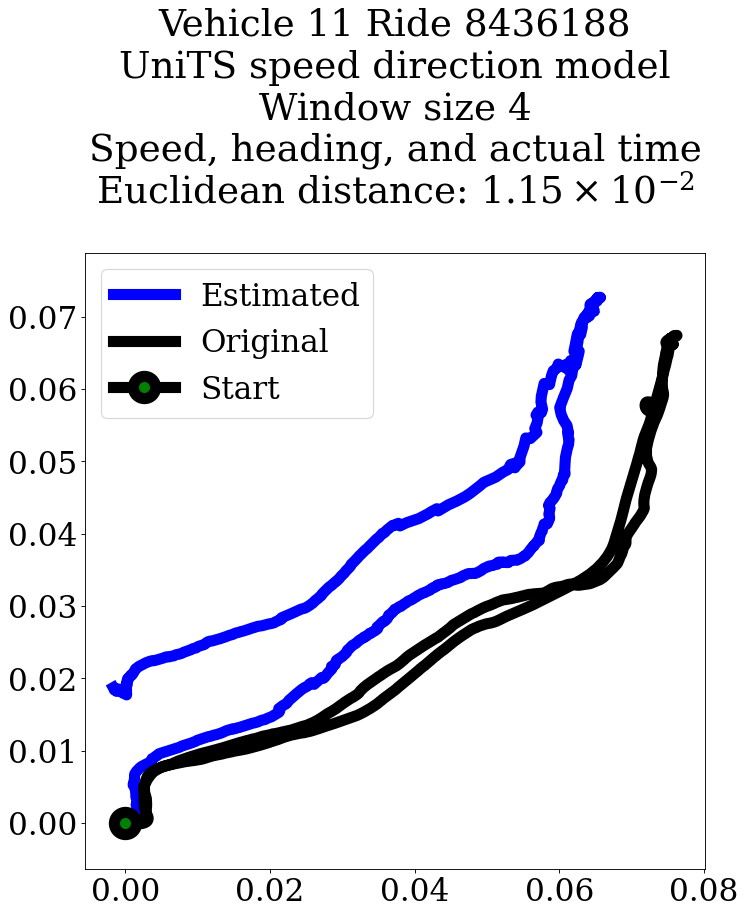 Vehicle 11 Ride 8436188
UniTS speed direction model
Window size 4
Speed, heading, and actual time
Euclidean distance: 1.15 × 10⁻²
Estimated
Original
Start
0.07
0.06
0.05
0.04
0.03
0.02
0.01
0.00
0.00 0.02 0.04 0.06 0.08